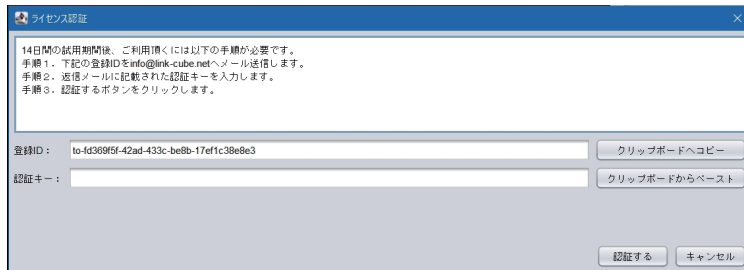 ライセンス認証
14日間の試用期間後、ご利用頂くには以下の手順が必要です。
手順１．下記の登録IDをinfo@link-cube.netへメール送信します。
手順２．返信メールに記載された認証キーを入力します。
手順３．認証するボタンをクリックします。
登録ID： to-fd369f5f-42ad-433c-be8b-17ef1c38e8e3 クリップボードへコピー
認証キー： クリップボードからペースト
認証する キャンセル